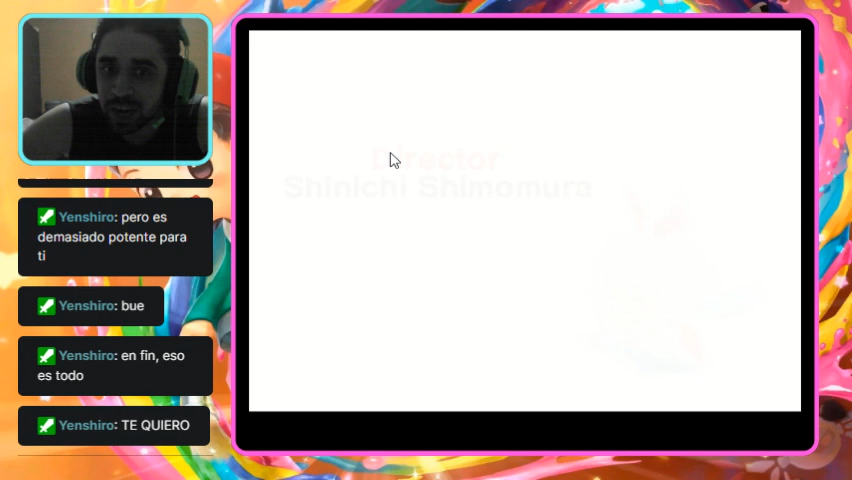 Yenshiro: pero es
demasiado potente para
ti
Yenshiro: bue
Yenshiro: en fin, eso
es todo
Yenshiro: TE QUIERO
Director
Shinichi Shimomura